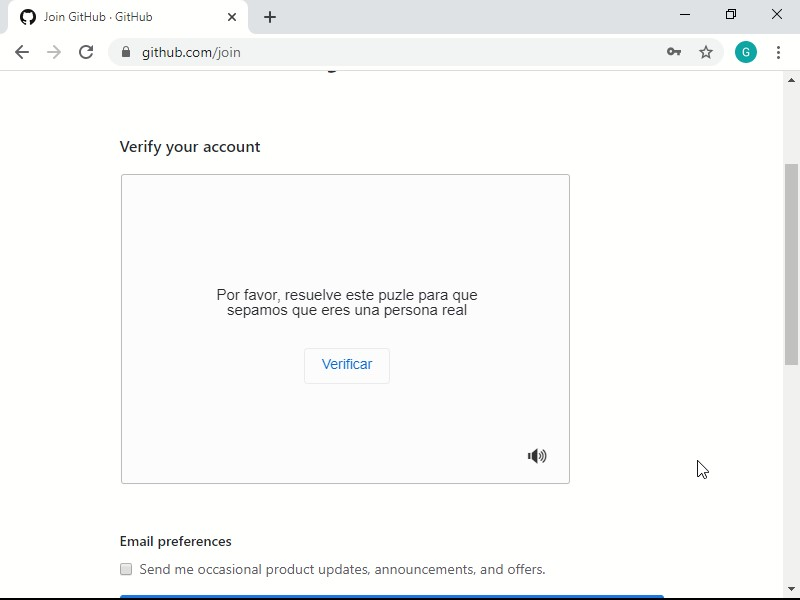 Join GitHub · GitHub
github.com/join
G
Verify your account
Por favor, resuelve este puzle para que
sepamos que eres una persona real
Verificar
Email preferences
Send me occasional product updates, announcements, and offers.